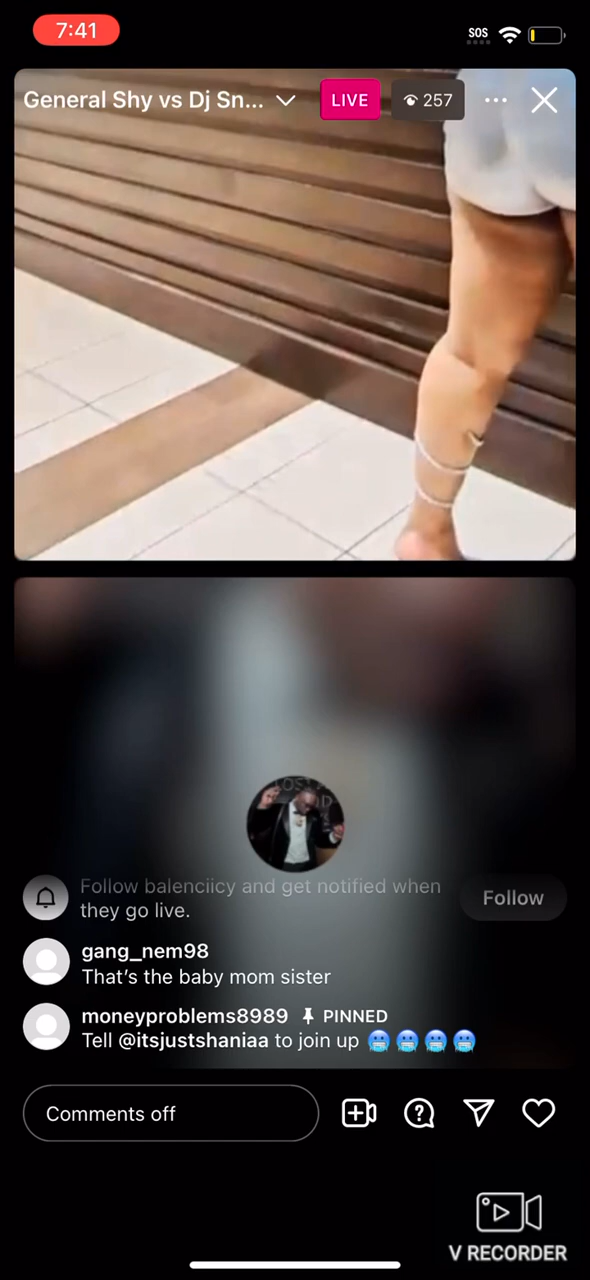 7:41
SOS
General Shy vs Dj Sn...
LIVE
257
Follow balenciicy and get notified when
they go live.
Follow
gang_nem98
That's the baby mom sister
moneyproblems8989 PINNED
Tell @itsjustshaniaa to join up 🥶🥶🥶🥶
Comments off
V RECORDER